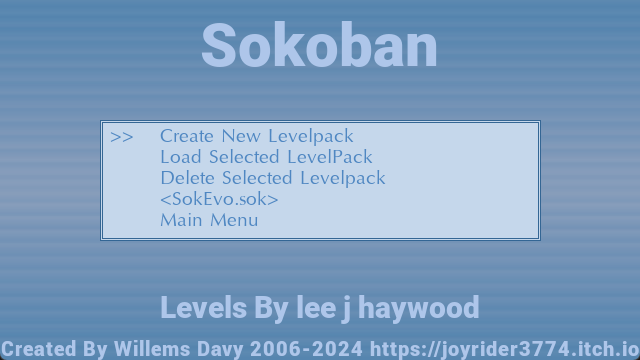 Sokoban
>> Create New Levelpack
Load Selected LevelPack
Delete Selected Levelpack
<SokEvo.sok>
Main Menu
Levels By lee j haywood
Created By Willems Davy 2006-2024 https://joyrider3774.itch.io